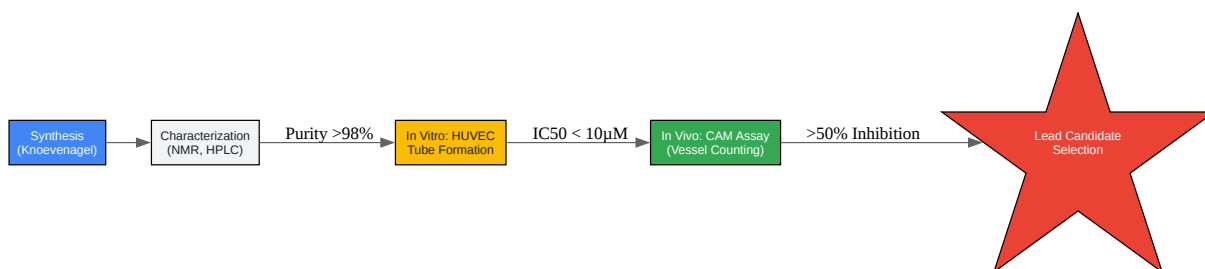 Synthesis
(Knoevenagel)
Characterization
(NMR, HPLC)
Purity >98%
In Vitro: HUVEC
Tube Formation
IC50 < 10µM
In Vivo: CAM Assay
(Vessel Counting)
>50% Inhibition
Lead Candidate
Selection